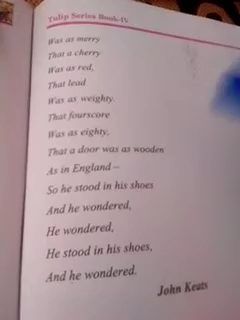 Tulip Series Book-IV
Was as merry
That a cherry
Was as red,
That lead
Was as weighty.
That fourscore
Was as eighty,
That a door was as wooden
As in England –
So he stood in his shoes
And he wondered,
He wondered,
He stood in his shoes,
And he wondered.
John Keats